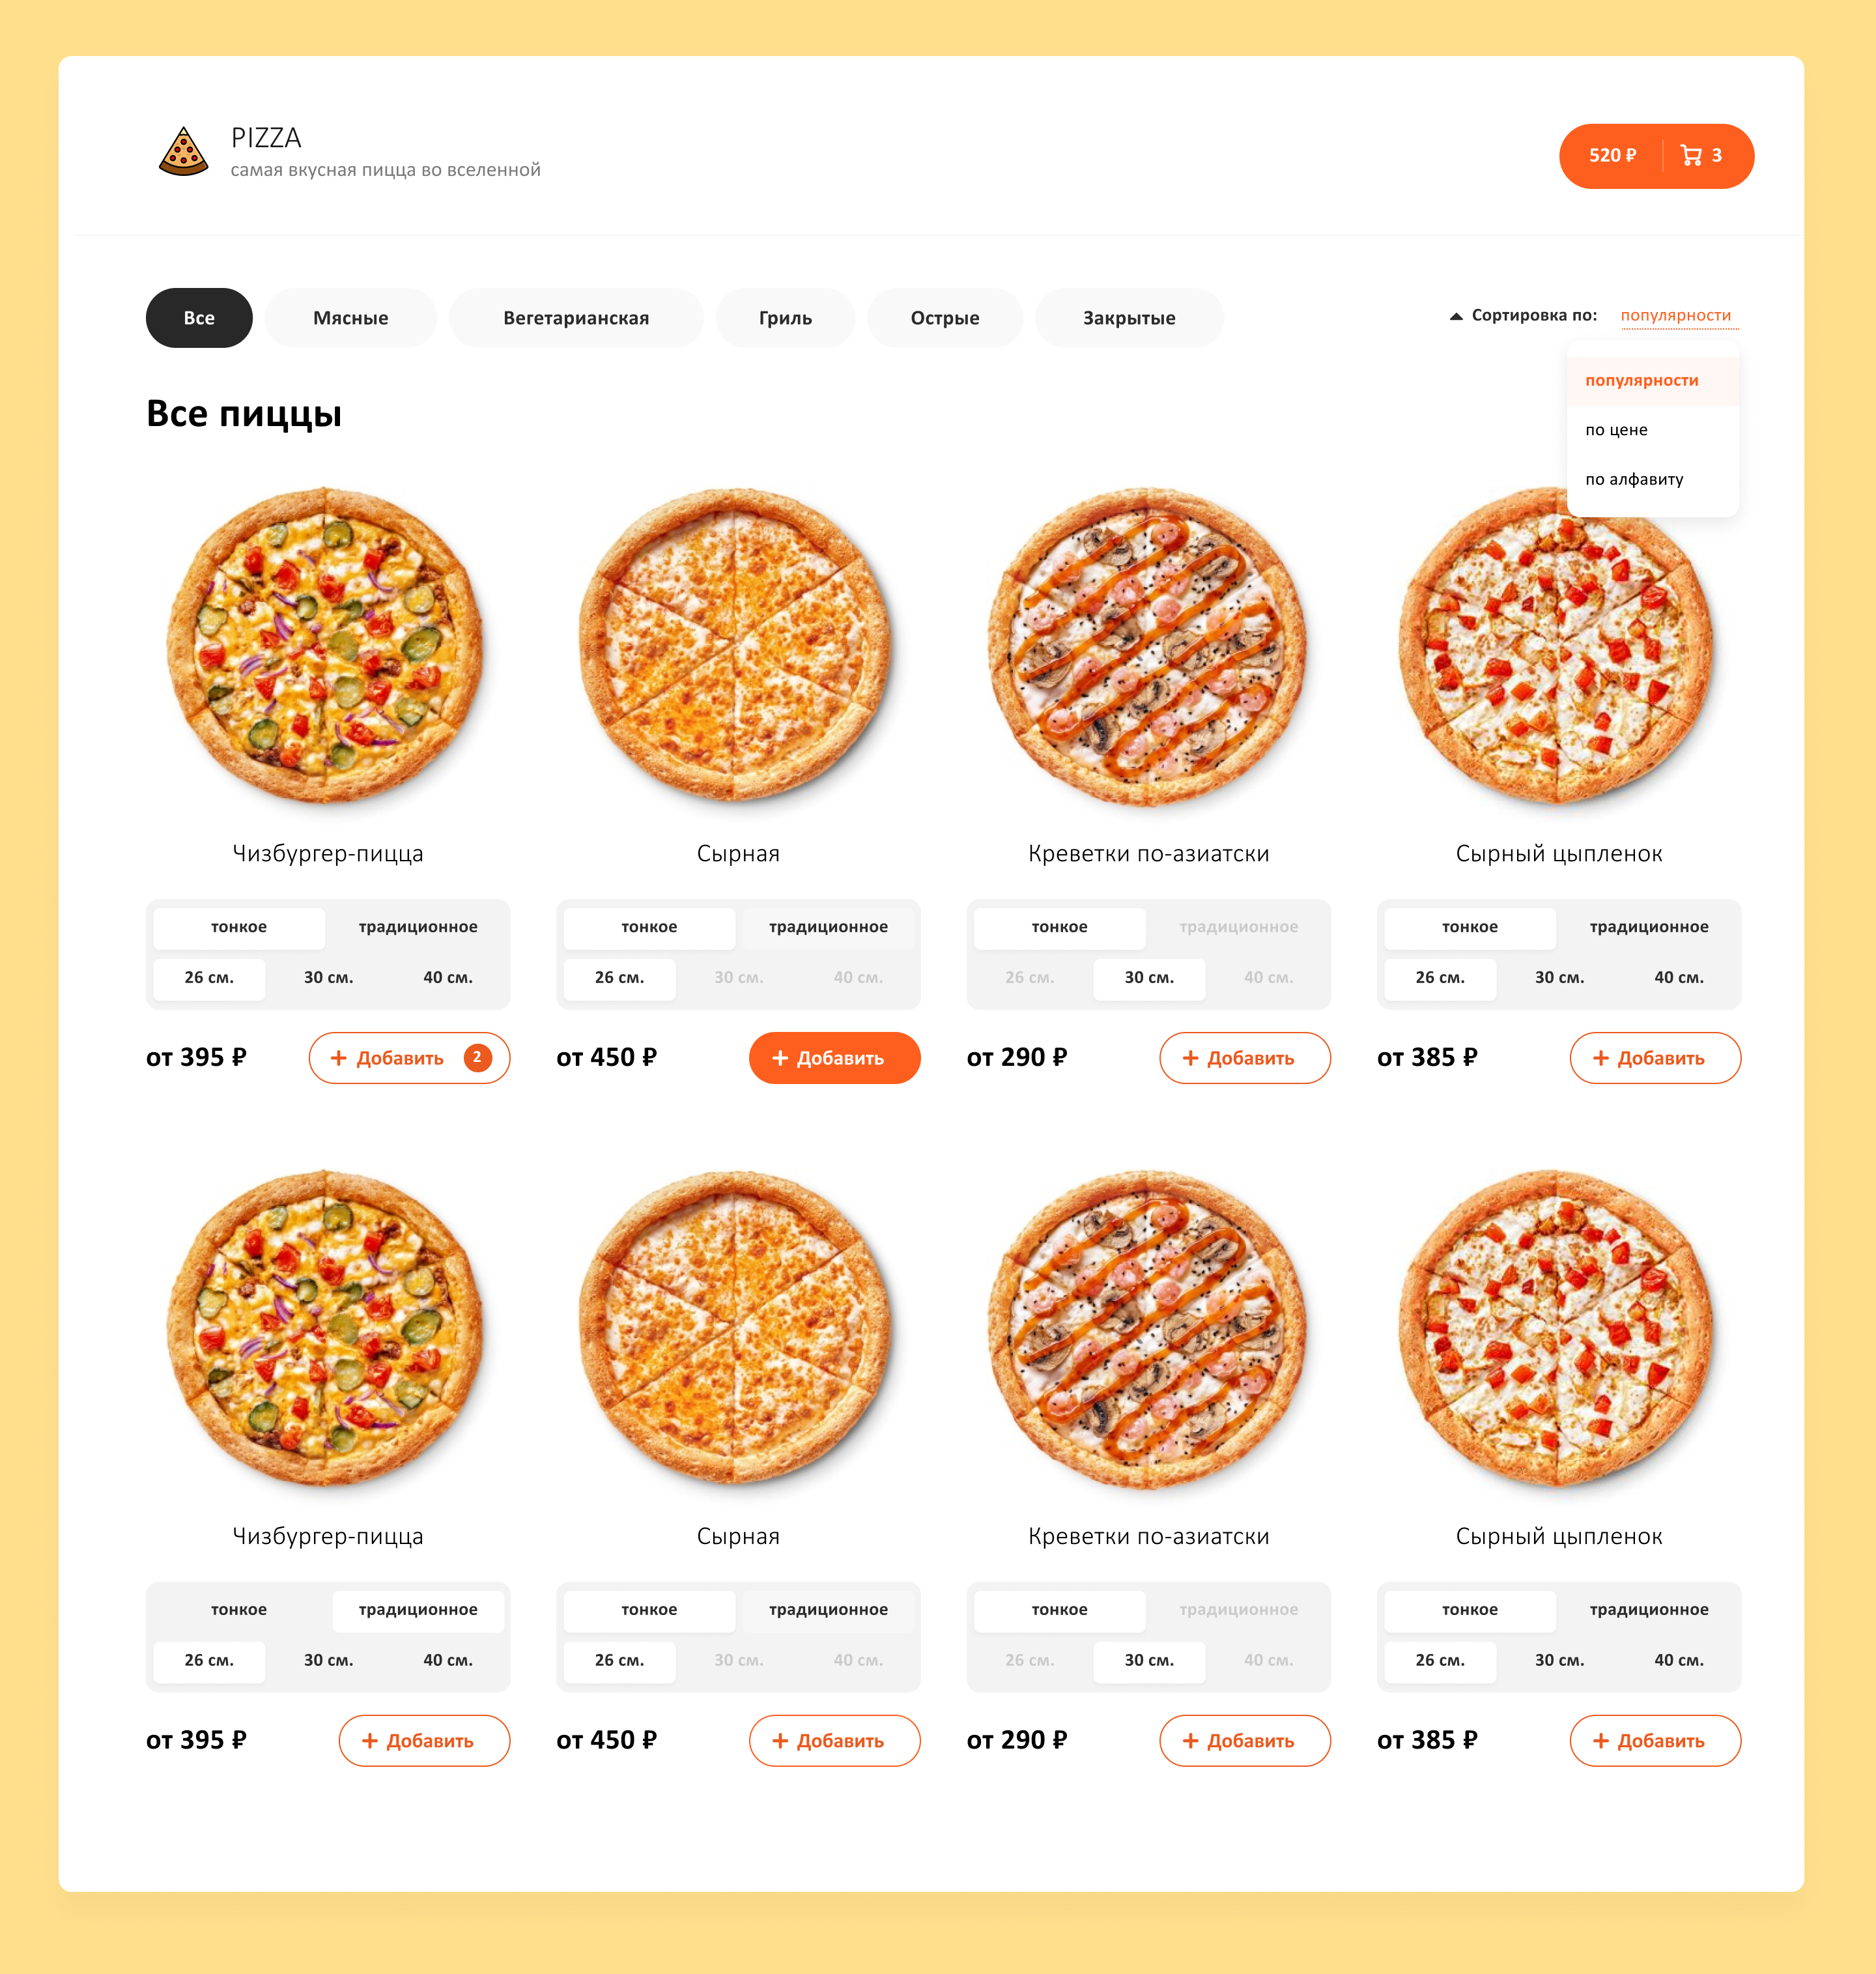 PIZZA
самая вкусная пицца во вселенной
520 ₽ 3
Все Мясные Вегетарианская Гриль Острые Закрытые Сортировка по: популярности
популярности
по цене
по алфавиту
Все пиццы
Чизбургер-пицца Сырная Креветки по-азиатски Сырный цыпленок
тонкое традиционное тонкое традиционное тонкое традиционное тонкое традиционное
26 см. 30 см. 40 см. 26 см. 30 см. 40 см. 26 см. 30 см. 40 см. 26 см. 30 см. 40 см.
от 395 ₽ + Добавить 2 от 450 ₽ + Добавить от 290 ₽ + Добавить от 385 ₽ + Добавить
Чизбургер-пицца Сырная Креветки по-азиатски Сырный цыпленок
тонкое традиционное тонкое традиционное тонкое традиционное тонкое традиционное
26 см. 30 см. 40 см. 26 см. 30 см. 40 см. 26 см. 30 см. 40 см. 26 см. 30 см. 40 см.
от 395 ₽ + Добавить от 450 ₽ + Добавить от 290 ₽ + Добавить от 385 ₽ + Добавить